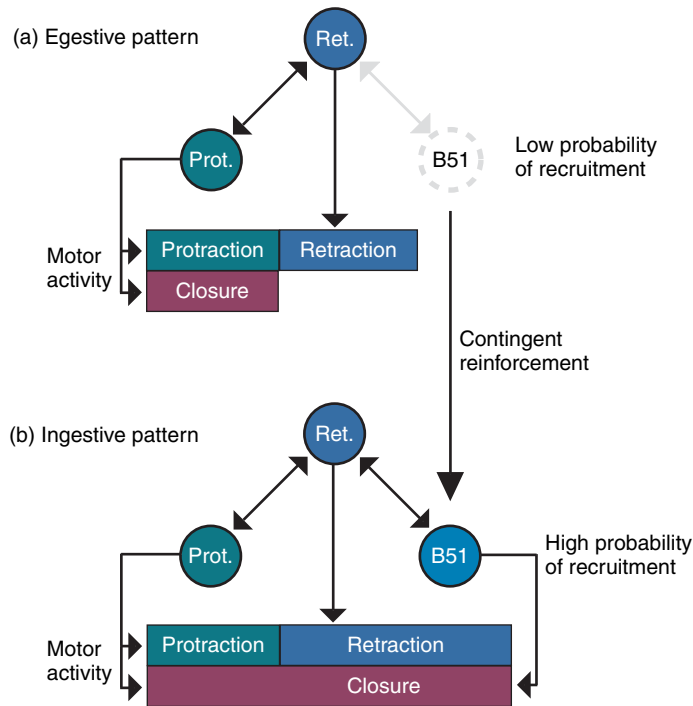 (a) Egestive pattern
Ret.
Prot.
B51
Low probability
of recruitment
Motor
activity
Protraction
Retraction
Closure
Contingent
reinforcement
(b) Ingestive pattern
Ret.
Prot.
B51
High probability
of recruitment
Motor
activity
Protraction
Retraction
Closure